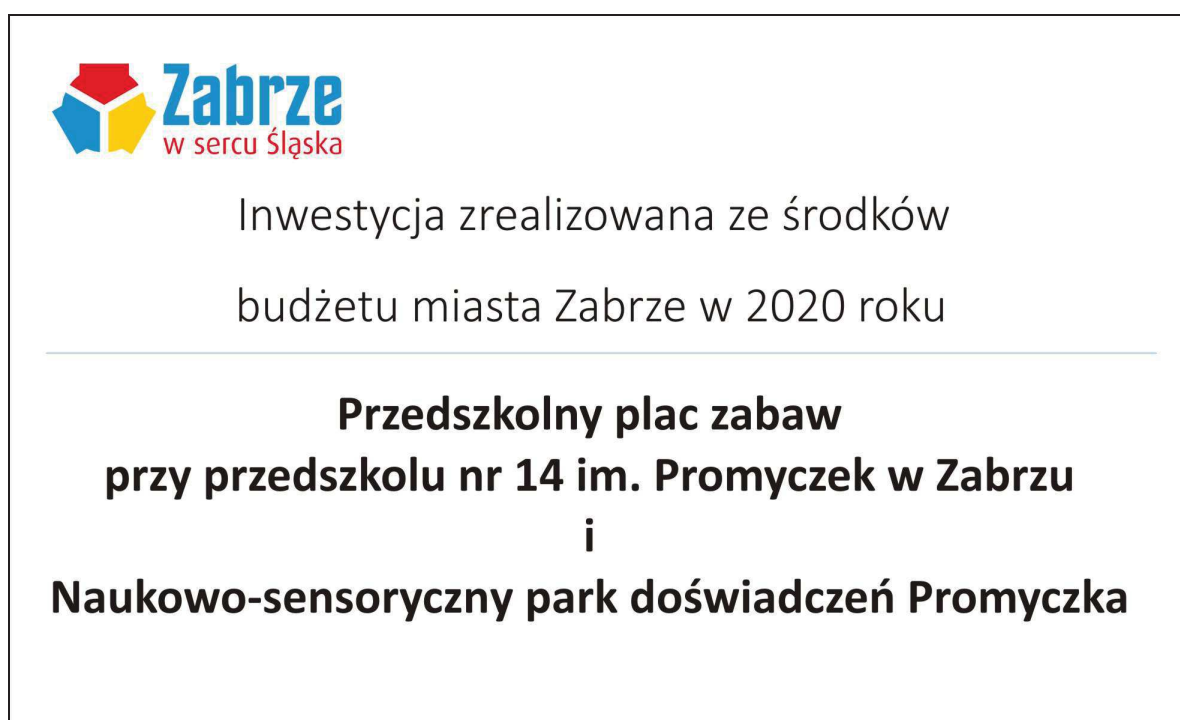 Zabrze
w sercu Śląska
Inwestycja zrealizowana ze środków
budżetu miasta Zabrze w 2020 roku
Przedszkolny plac zabaw
przy przedszkolu nr 14 im. Promyczek w Zabrzu
i
Naukowo-sensoryczny park doświadczeń Promyczka